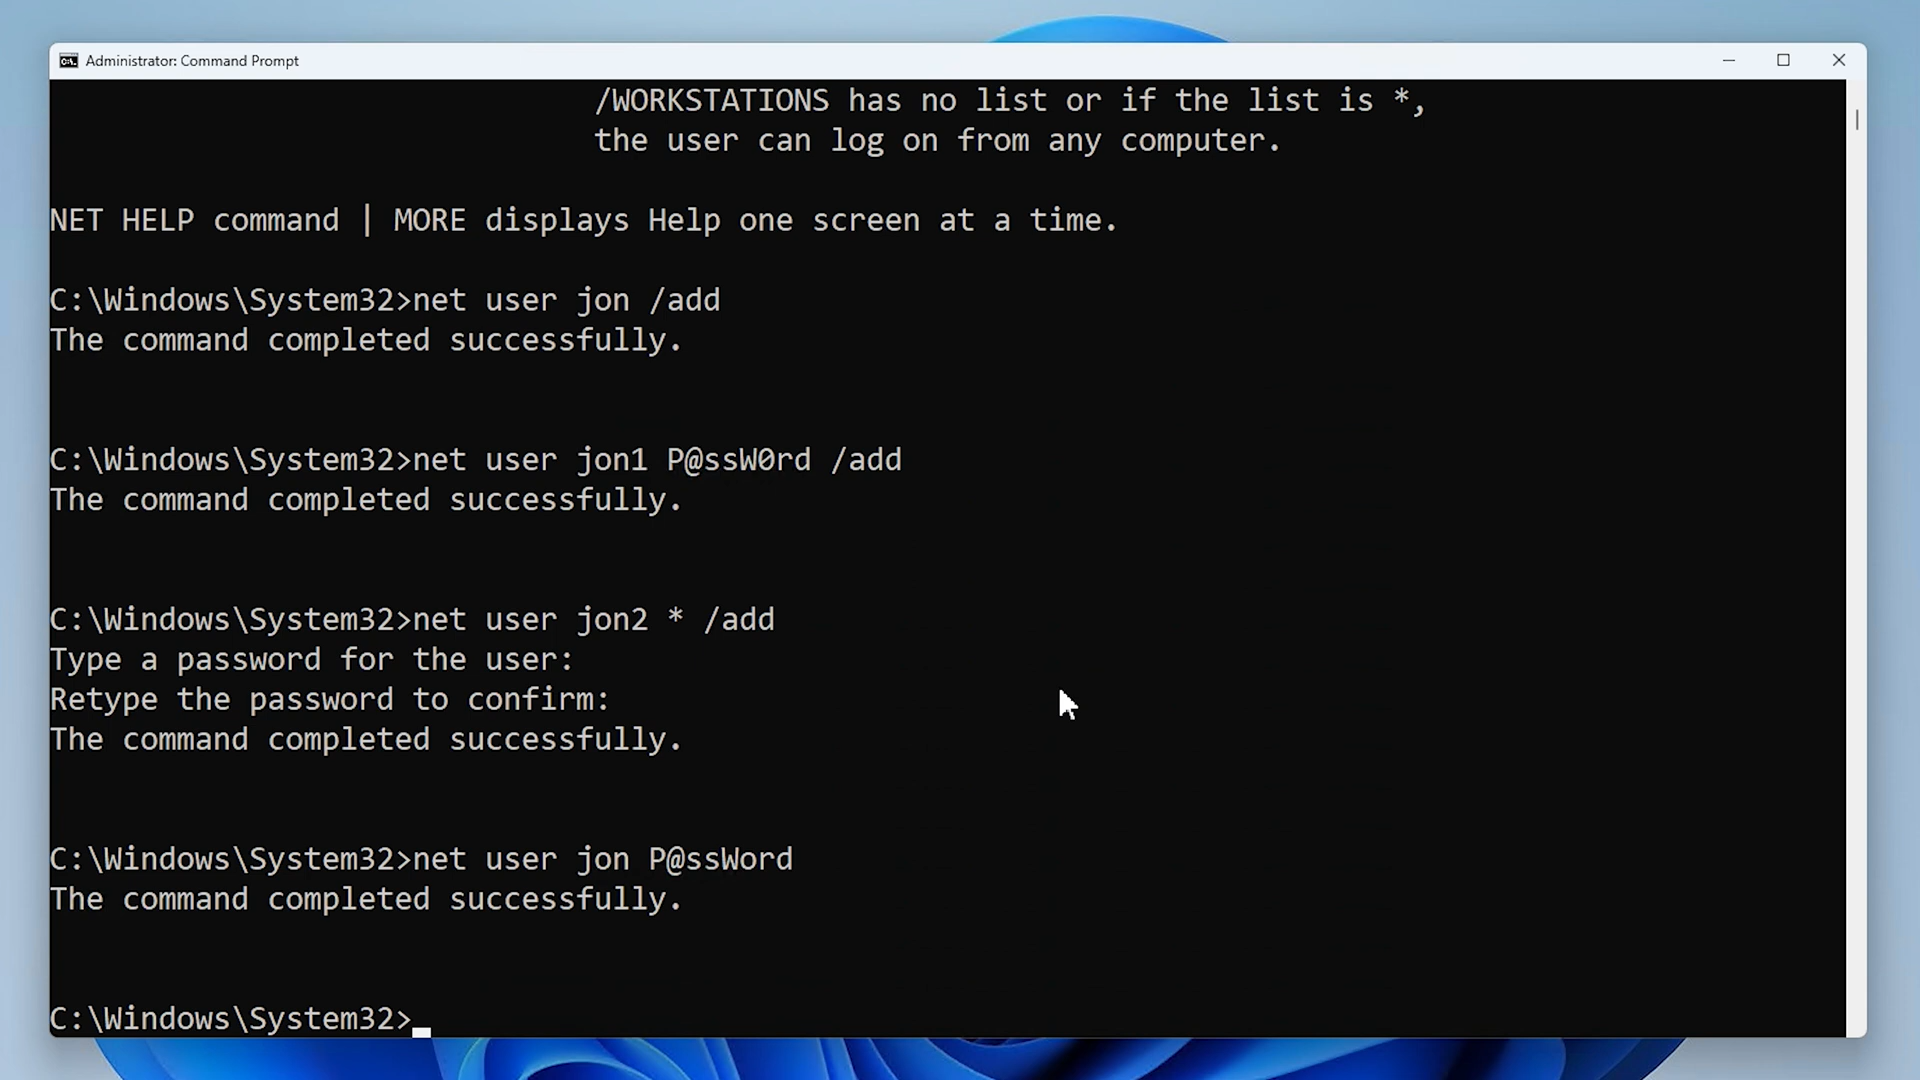 Administrator: Command Prompt
/WORKSTATIONS has no list or if the list is *,
the user can log on from any computer.
NET HELP command | MORE displays Help one screen at a time.
C:\Windows\System32>net user jon /add
The command completed successfully.
C:\Windows\System32>net user jon1 P@ssW0rd /add
The command completed successfully.
C:\Windows\System32>net user jon2 * /add
Type a password for the user:
Retype the password to confirm:
The command completed successfully.
C:\Windows\System32>net user jon P@ssWord
The command completed successfully.
C:\Windows\System32>